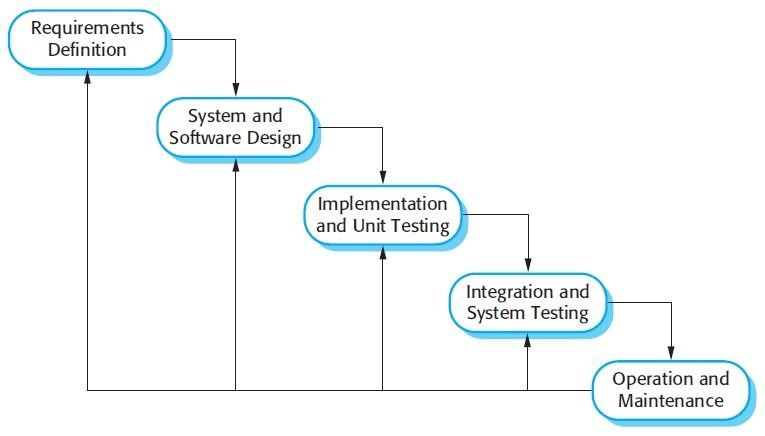 Requirements
Definition
System and
Software Design
Implementation
and Unit Testing
Integration and
System Testing
Operation and
Maintenance